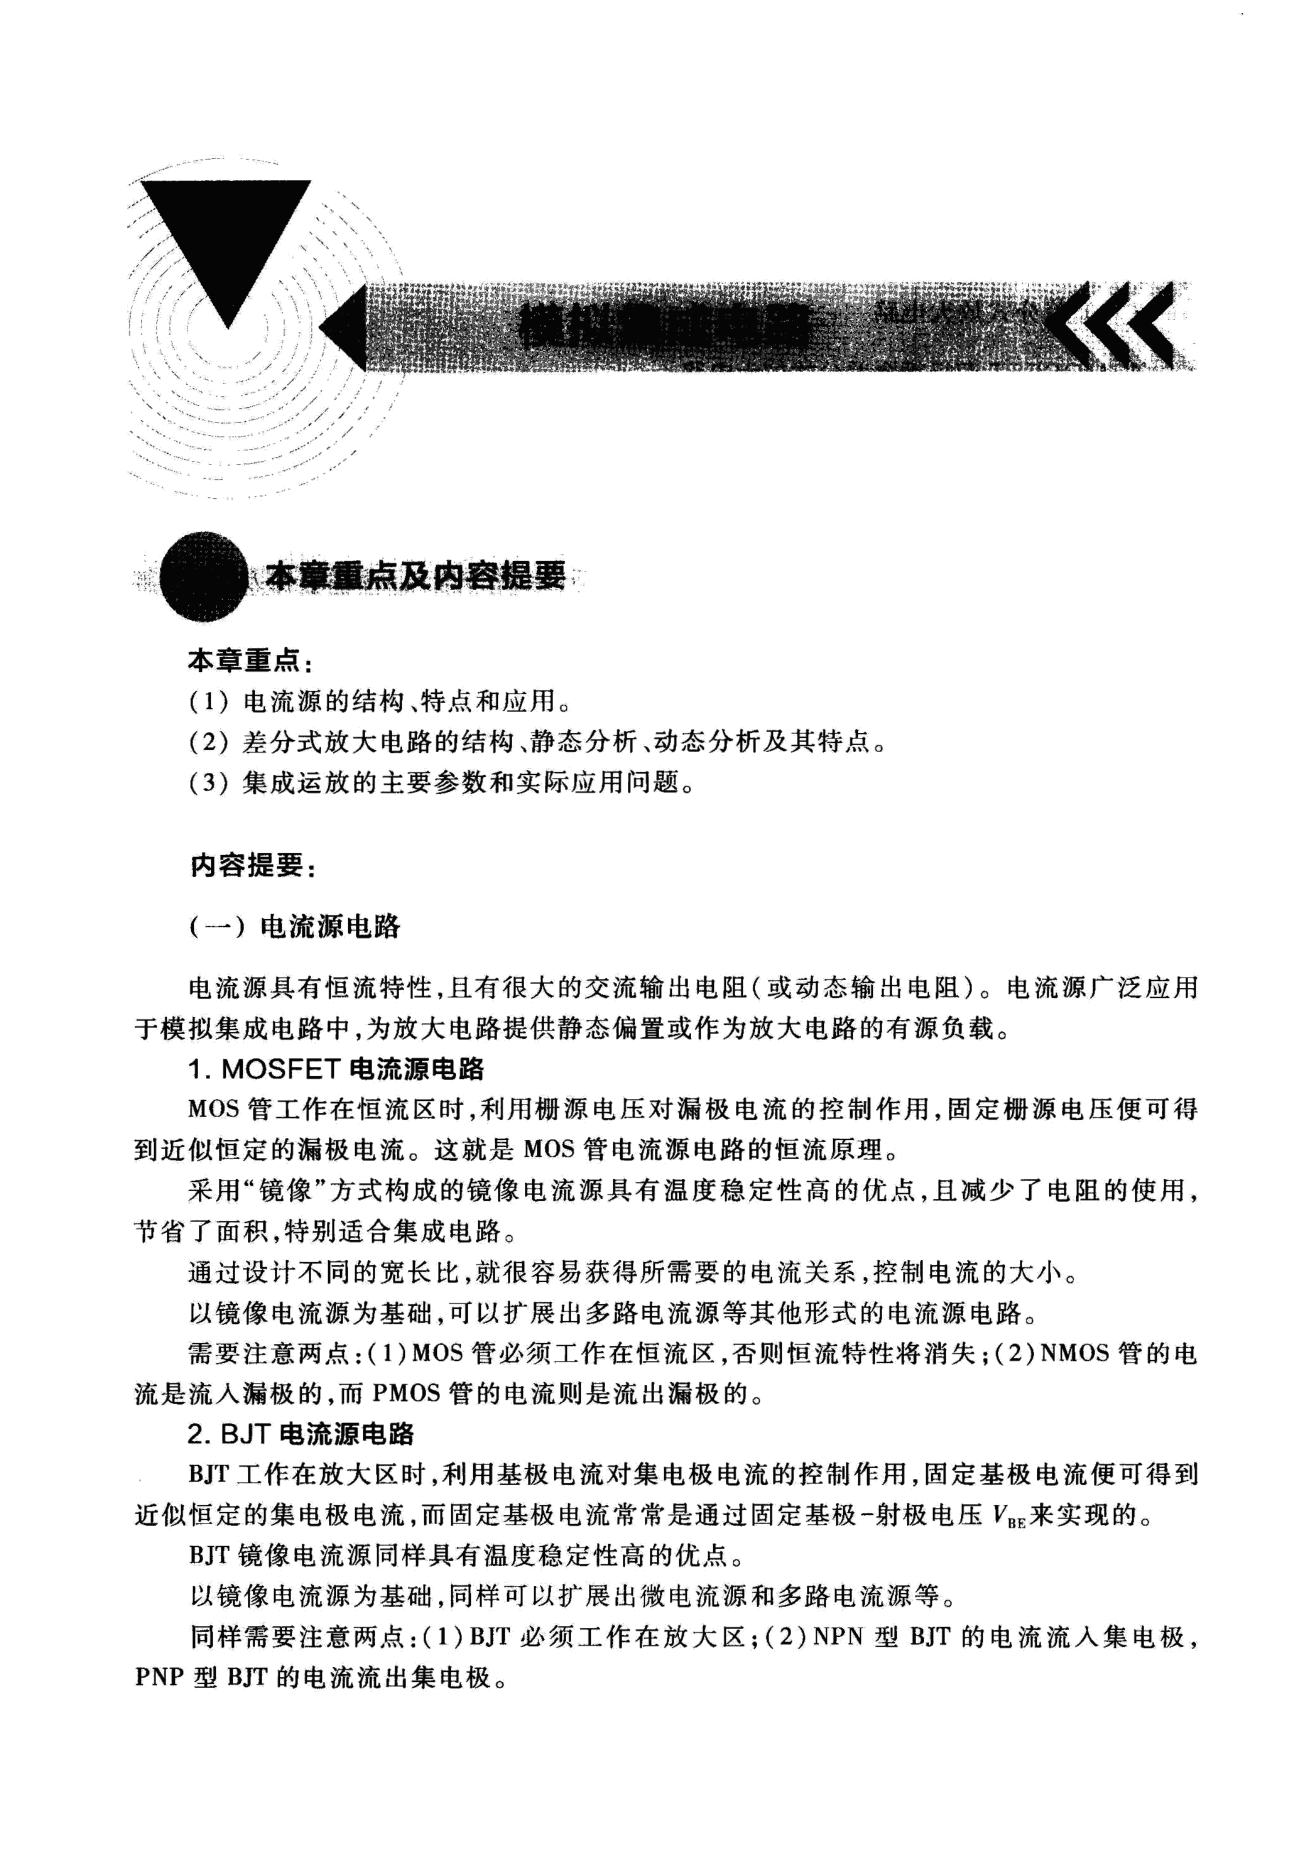 模拟集成电路
本章重点及内容提要
本章重点：
(1) 电流源的结构、特点和应用。
(2) 差分式放大电路的结构、静态分析、动态分析及其特点。
(3) 集成运放的主要参数和实际应用问题。
内容提要：
(一) 电流源电路
电流源具有恒流特性,且有很大的交流输出电阻(或动态输出电阻)。电流源广泛应用
于模拟集成电路中,为放大电路提供静态偏置或作为放大电路的有源负载。
1. MOSFET 电流源电路
MOS 管工作在恒流区时,利用栅源电压对漏极电流的控制作用,固定栅源电压便可得
到近似恒定的漏极电流。这就是 MOS 管电流源电路的恒流原理。
采用“镜像”方式构成的镜像电流源具有温度稳定性高的优点,且减少了电阻的使用,
节省了面积,特别适合集成电路。
通过设计不同的宽长比,就很容易获得所需要的电流关系,控制电流的大小。
以镜像电流源为基础,可以扩展出多路电流源等其他形式的电流源电路。
需要注意两点:(1)MOS 管必须工作在恒流区,否则恒流特性将消失;(2)NMOS 管的电
流是流入漏极的,而 PMOS 管的电流则是流出漏极的。
2. BJT 电流源电路
BJT 工作在放大区时,利用基极电流对集电极电流的控制作用,固定基极电流便可得到
近似恒定的集电极电流,而固定基极电流常常是通过固定基极-射极电压 VBE来实现的。
BJT 镜像电流源同样具有温度稳定性高的优点。
以镜像电流源为基础,同样可以扩展出微电流源和多路电流源等。
同样需要注意两点:(1)BJT 必须工作在放大区;(2)NPN 型 BJT 的电流流入集电极,
PNP 型 BJT 的电流流出集电极。